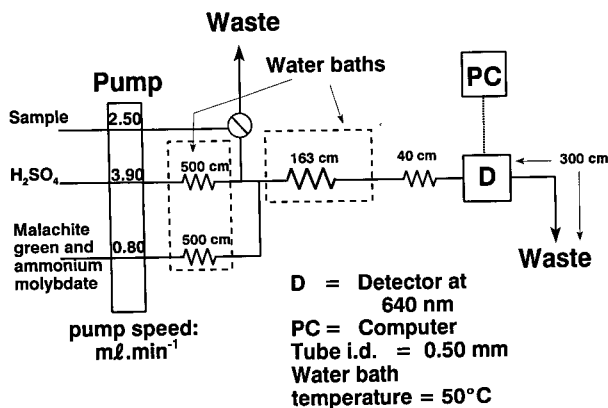 Waste
Pump
Water baths
PC
Sample
2.50
H₂SO₄
3.90
500 cm
163 cm
40 cm
D
300 cm
Malachite
green and
ammonium
molybdate
0.80
500 cm
Waste
pump speed:
mℓ.min⁻¹
D = Detector at
640 nm
PC = Computer
Tube i.d. = 0.50 mm
Water bath
temperature = 50°C